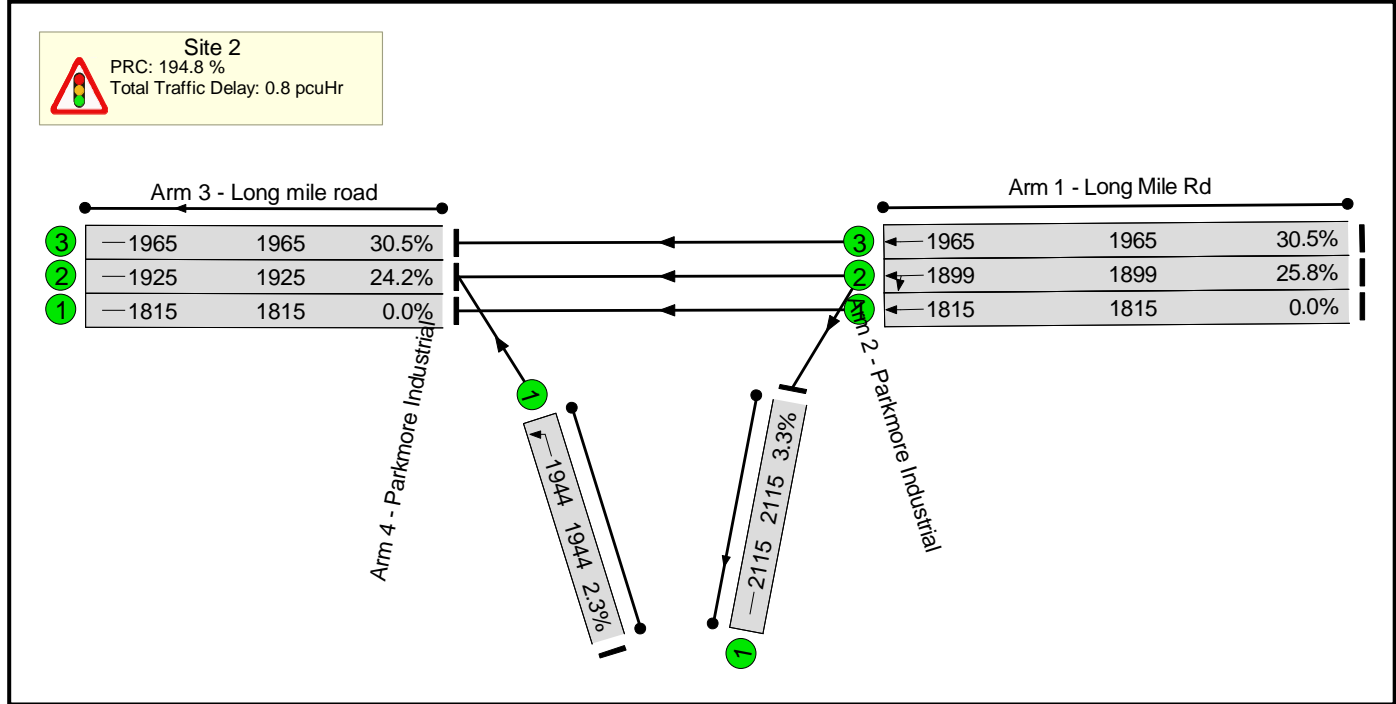 Site 2
PRC: 194.8 %
Total Traffic Delay: 0.8 pcuHr
Arm 3 - Long mile road
Arm 1 - Long Mile Rd
3 1965 1965 30.5%
2 1925 1925 24.2%
1 1815 1815 0.0%
3 1965 1965 30.5%
2 1899 1899 25.8%
1 1815 1815 0.0%
Arm 4 - Parkmore Industrial
1
1944 1944 2.3%
Arm 2 - Parkmore Industrial
2115 2115 3.3%
1